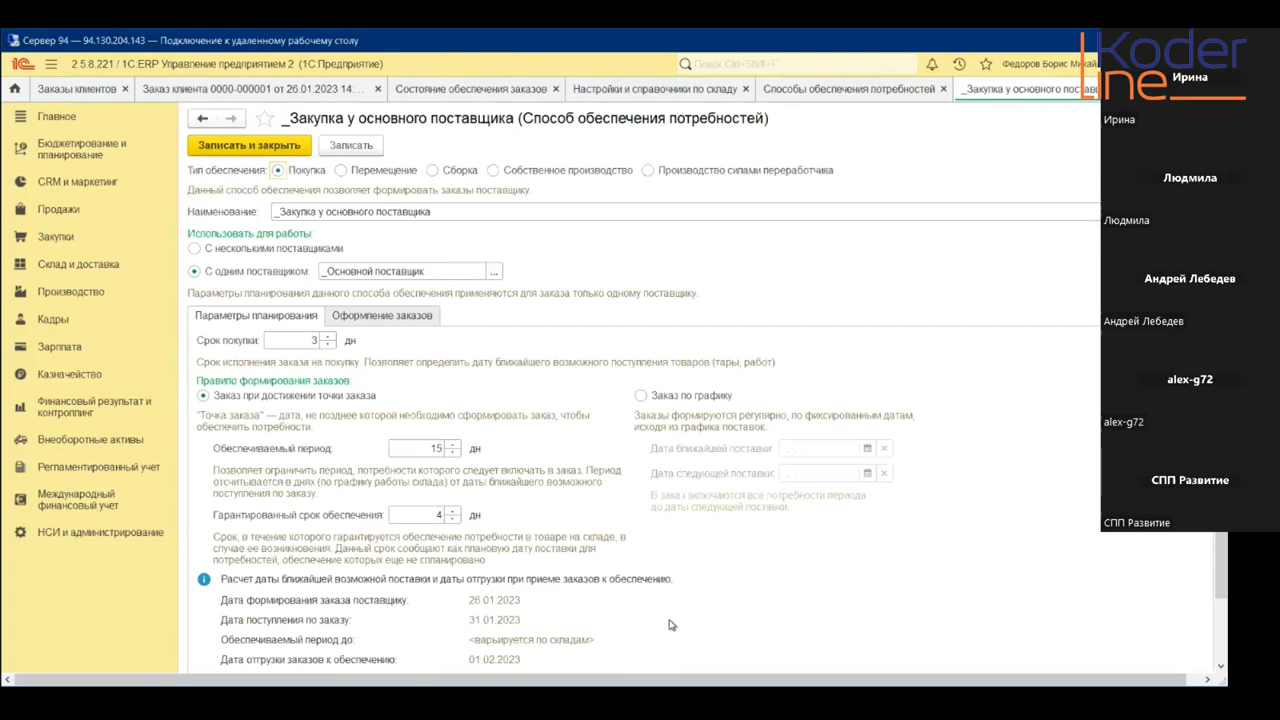 Сервер 94 — 94.130.204.143 — Подключение к удаленному рабочему столу
2 5.8.221 / 1С:ERP Управление предприятием 2 (1С:Предприятие)
Поиск Ctrl+Shift+F
Федоров Борис Михай
Koder
Line
Заказы клиентов ×
Заказ клиента 0000-000001 от 26.01.2023 14:... ×
Состояние обеспечения заказов ×
Настройки и справочники по складу ×
Способы обеспечения потребностей ×
_Закупка у основного постав
Главное
Бюджетирование и
планирование
CRM и маркетинг
Продажи
Закупки
Склад и доставка
Производство
Кадры
Зарплата
Казначейство
Финансовый результат и
контроллинг
Внеоборотные активы
Регламентированный учет
Международный
финансовый учет
НСИ и администрирование
_Закупка у основного поставщика (Способ обеспечения потребностей)
Записать и закрыть Записать
Тип обеспечения: Покупка Перемещение Сборка Собственное производство Производство силами переработчика
Данный способ обеспечения позволяет формировать заказы поставщику.
Наименование: _Закупка у основного поставщика
Использовать для работы:
С несколькими поставщиками
С одним поставщиком: _Основной поставщик ...
Параметры планирования данного способа обеспечения применяются для заказа только одному поставщику.
Параметры планирования Оформление заказов
Срок покупки: 3 дн
Срок исполнения заказа на покупку. Позволяет определить дату ближайшего возможного поступления товаров (тары, работ).
Правило формирования заказов:
Заказ при достижении точки заказа
"Точка заказа" — дата, не позднее которой необходимо сформировать заказ, чтобы
обеспечить потребности.
Обеспечиваемый период: 15 дн
Позволяет ограничить период, потребности которого следует включать в заказ. Период
отсчитывается в днях (по графику работы склада) от даты ближайшего возможного
поступления по заказу.
Гарантированный срок обеспечения: 4 дн
Срок, в течение которого гарантируется обеспечение потребности в товаре на складе, в
случае ее возникновения. Данный срок сообщают как плановую дату поставки для
потребностей, обеспечение которых еще не спланировано
Заказ по графику
Заказы формируются регулярно, по фиксированным датам,
исходя из графика поставок.
Дата ближайшей поставки: . . ×
Дата следующей поставки: . . ×
В заказ включаются все потребности периода
до даты следующей поставки.
Расчет даты ближайшей возможной поставки и даты отгрузки при приеме заказов к обеспечению.
Дата формирования заказа поставщику: 26 01.2023
Дата поступления по заказу: 31 01.2023
Обеспечиваемый период до: <варьируется по складам>
Дата отгрузки заказов к обеспечению: 01.02.2023
Ирина
Ирина
Людмила
Людмила
Андрей Лебедев
Андрей Лебедев
alex-g72
alex-g72
СПП Развитие
СПП Развитие